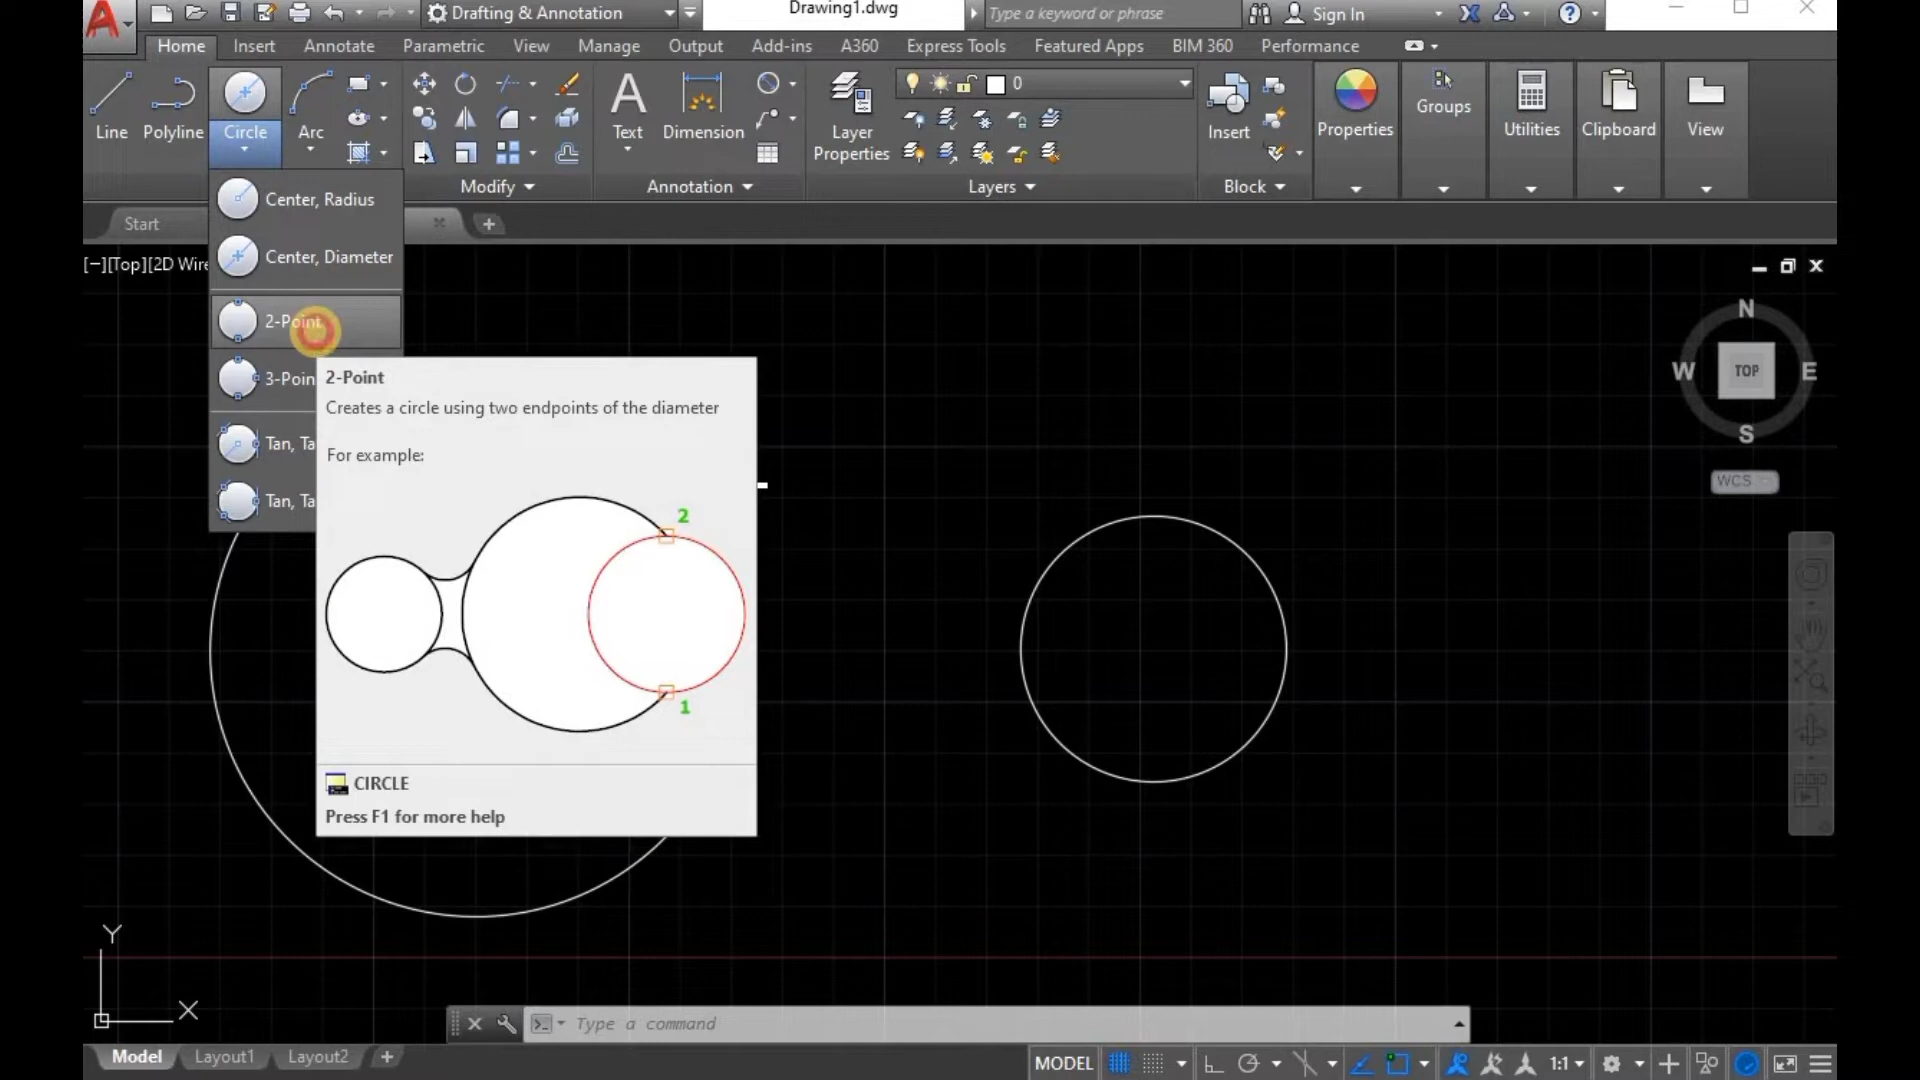 Drafting & Annotation
Drawing1.dwg
Type a keyword or phrase
Sign In
Home
Insert
Annotate
Parametric
View
Manage
Output
Add-ins
A360
Express Tools
Featured Apps
BIM 360
Performance
Line
Polyline
Circle
Arc
Text
Dimension
Layer
Properties
0
Insert
Properties
Groups
Utilities
Clipboard
View
Modify
Annotation
Layers
Block
Start
Center, Radius
Center, Diameter
2-Point
3-Poin
Tan, Ta
Tan, Ta
[−][Top][2D Wire
2-Point
Creates a circle using two endpoints of the diameter
For example:
2
1
CIRCLE
Press F1 for more help
N
W
TOP
E
S
WCS
Y
X
Type a command
Model
Layout1
Layout2
MODEL
1:1